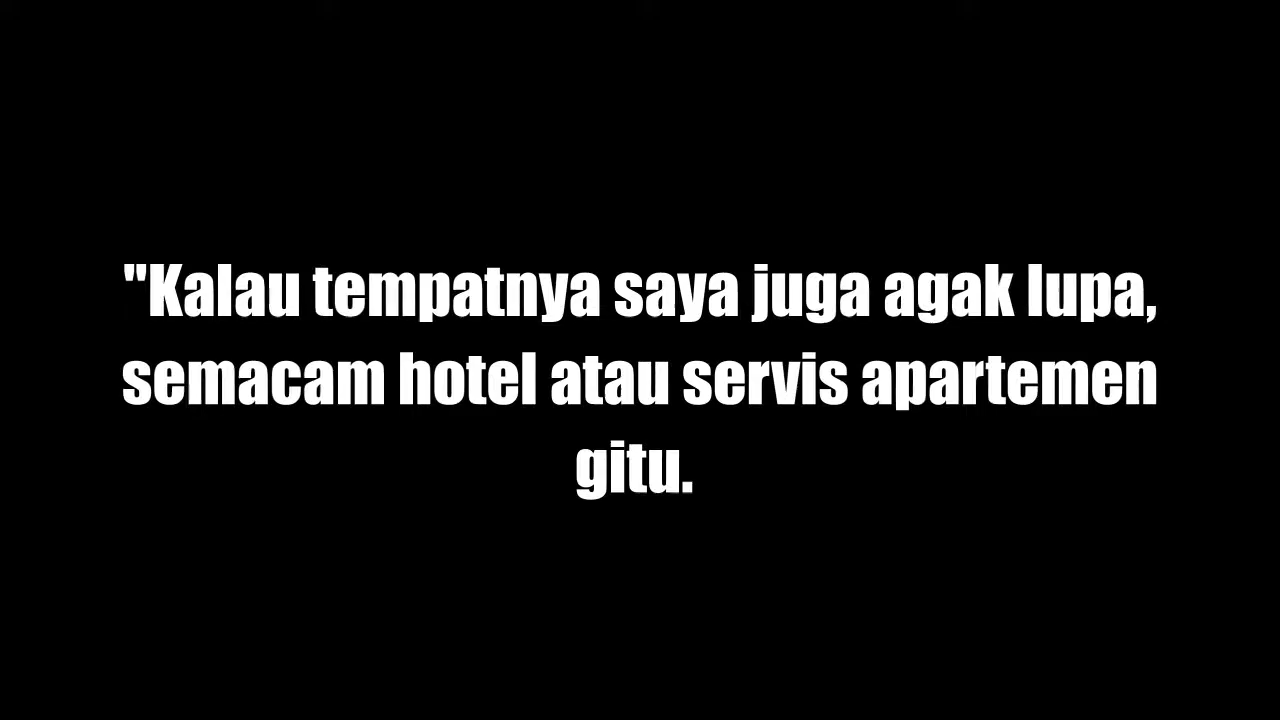 "Kalau tempatnya saya juga agak lupa,
semacam hotel atau servis apartemen
gitu.